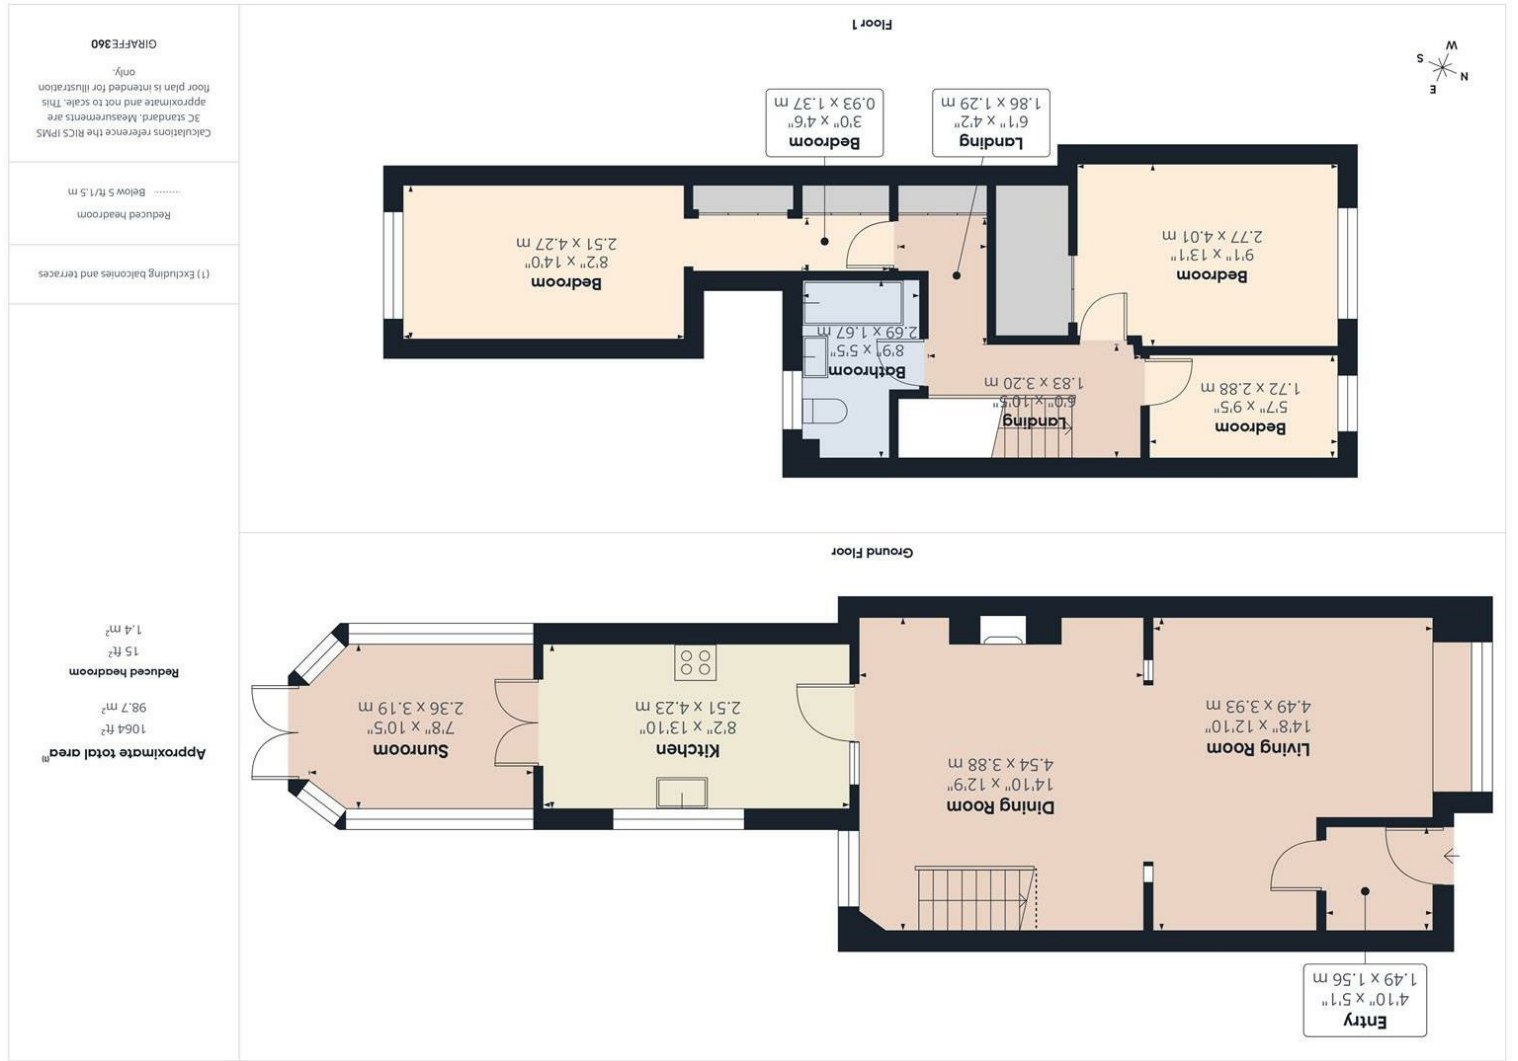 Entry
4'10" x 5'1"
1.49 x 1.56 m
Living Room
14'8" x 12'10"
4.49 x 3.93 m
Dining Room
14'10" x 12'9"
4.54 x 3.88 m
Kitchen
8'2" x 13'10"
2.51 x 4.23 m
Sunroom
7'8" x 10'5"
2.36 x 3.19 m
Ground Floor
Bedroom
5'7" x 9'5"
1.72 x 2.88 m
Landing
6'0" x 10'5"
1.83 x 3.20 m
Bathroom
8'9" x 5'5"
2.69 x 1.67 m
Bedroom
9'1" x 13'1"
2.77 x 4.01 m
Bedroom
8'2" x 14'0"
2.51 x 4.27 m
Landing
6'1" x 4'2"
1.86 x 1.29 m
Bedroom
3'0" x 4'6"
0.93 x 1.37 m
E
N
S
W
Floor 1
Approximate total area(1)
1064 ft²
98.7 m²
Reduced headroom
15 ft²
1.4 m²
(1) Excluding balconies and terraces
Reduced headroom
Below 5 ft/1.5 m
Calculations reference the RICS IPMS
3C standard. Measurements are
approximate and not to scale. This
floor plan is intended for illustration
only.
GIRAFFE360